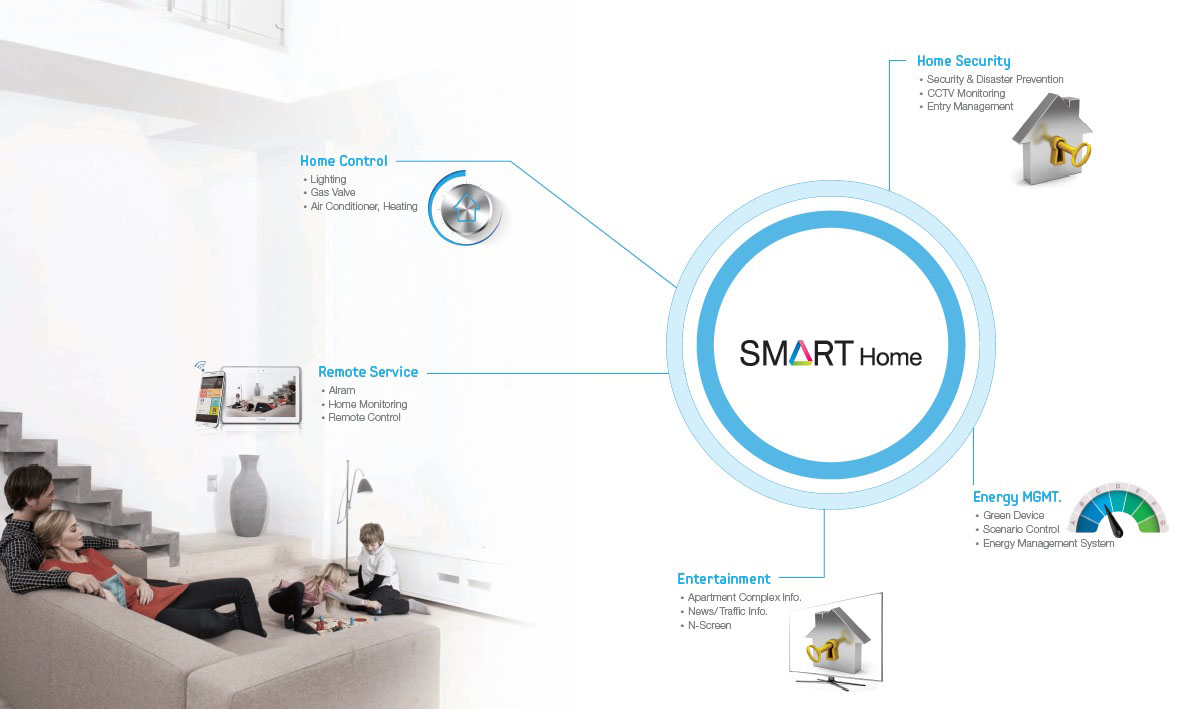 Home Security
• Security & Disaster Prevention
• CCTV Monitoring
• Entry Management
Home Control
• Lighting
• Gas Valve
• Air Conditioner, Heating
SMART Home
Remote Service
• Alram
• Home Monitoring
• Remote Control
Energy MGMT.
• Green Device
• Scenario Control
• Energy Management System
A B C D E F G
Entertainment
• Apartment Complex Info.
• News/Traffic Info.
• N-Screen